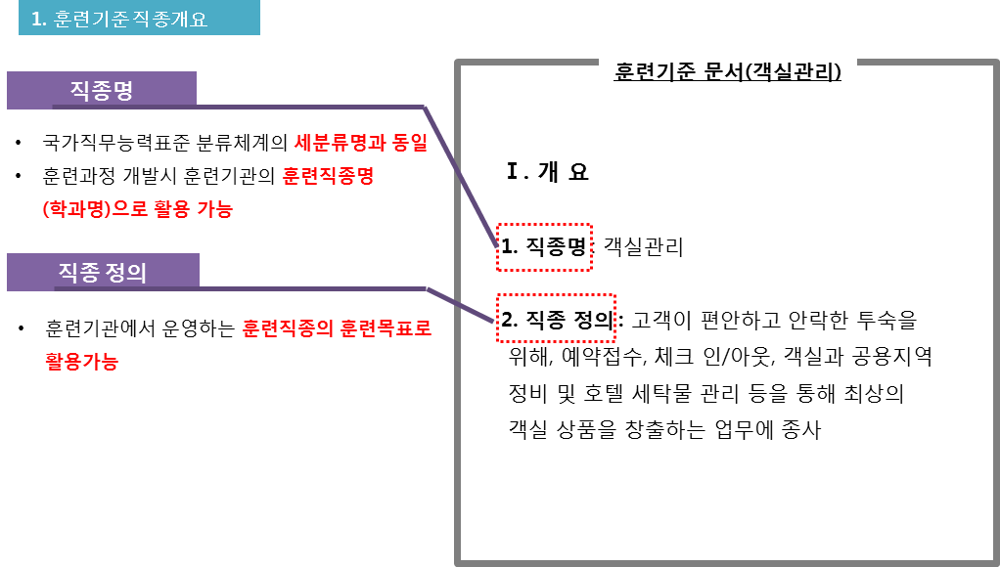 1. 훈련기준 직종개요
직종명
• 국가직무능력표준 분류체계의 세분류명과 동일
• 훈련과정 개발시 훈련기관의 훈련직종명
(학과명)으로 활용 가능
직종 정의
• 훈련기관에서 운영하는 훈련직종의 훈련목표로
활용가능
훈련기준 문서(객실관리)
Ⅰ. 개 요
1. 직종명 : 객실관리
2. 직종 정의 : 고객이 편안하고 안락한 투숙을
위해, 예약접수, 체크 인/아웃, 객실과 공용지역
정비 및 호텔 세탁물 관리 등을 통해 최상의
객실 상품을 창출하는 업무에 종사